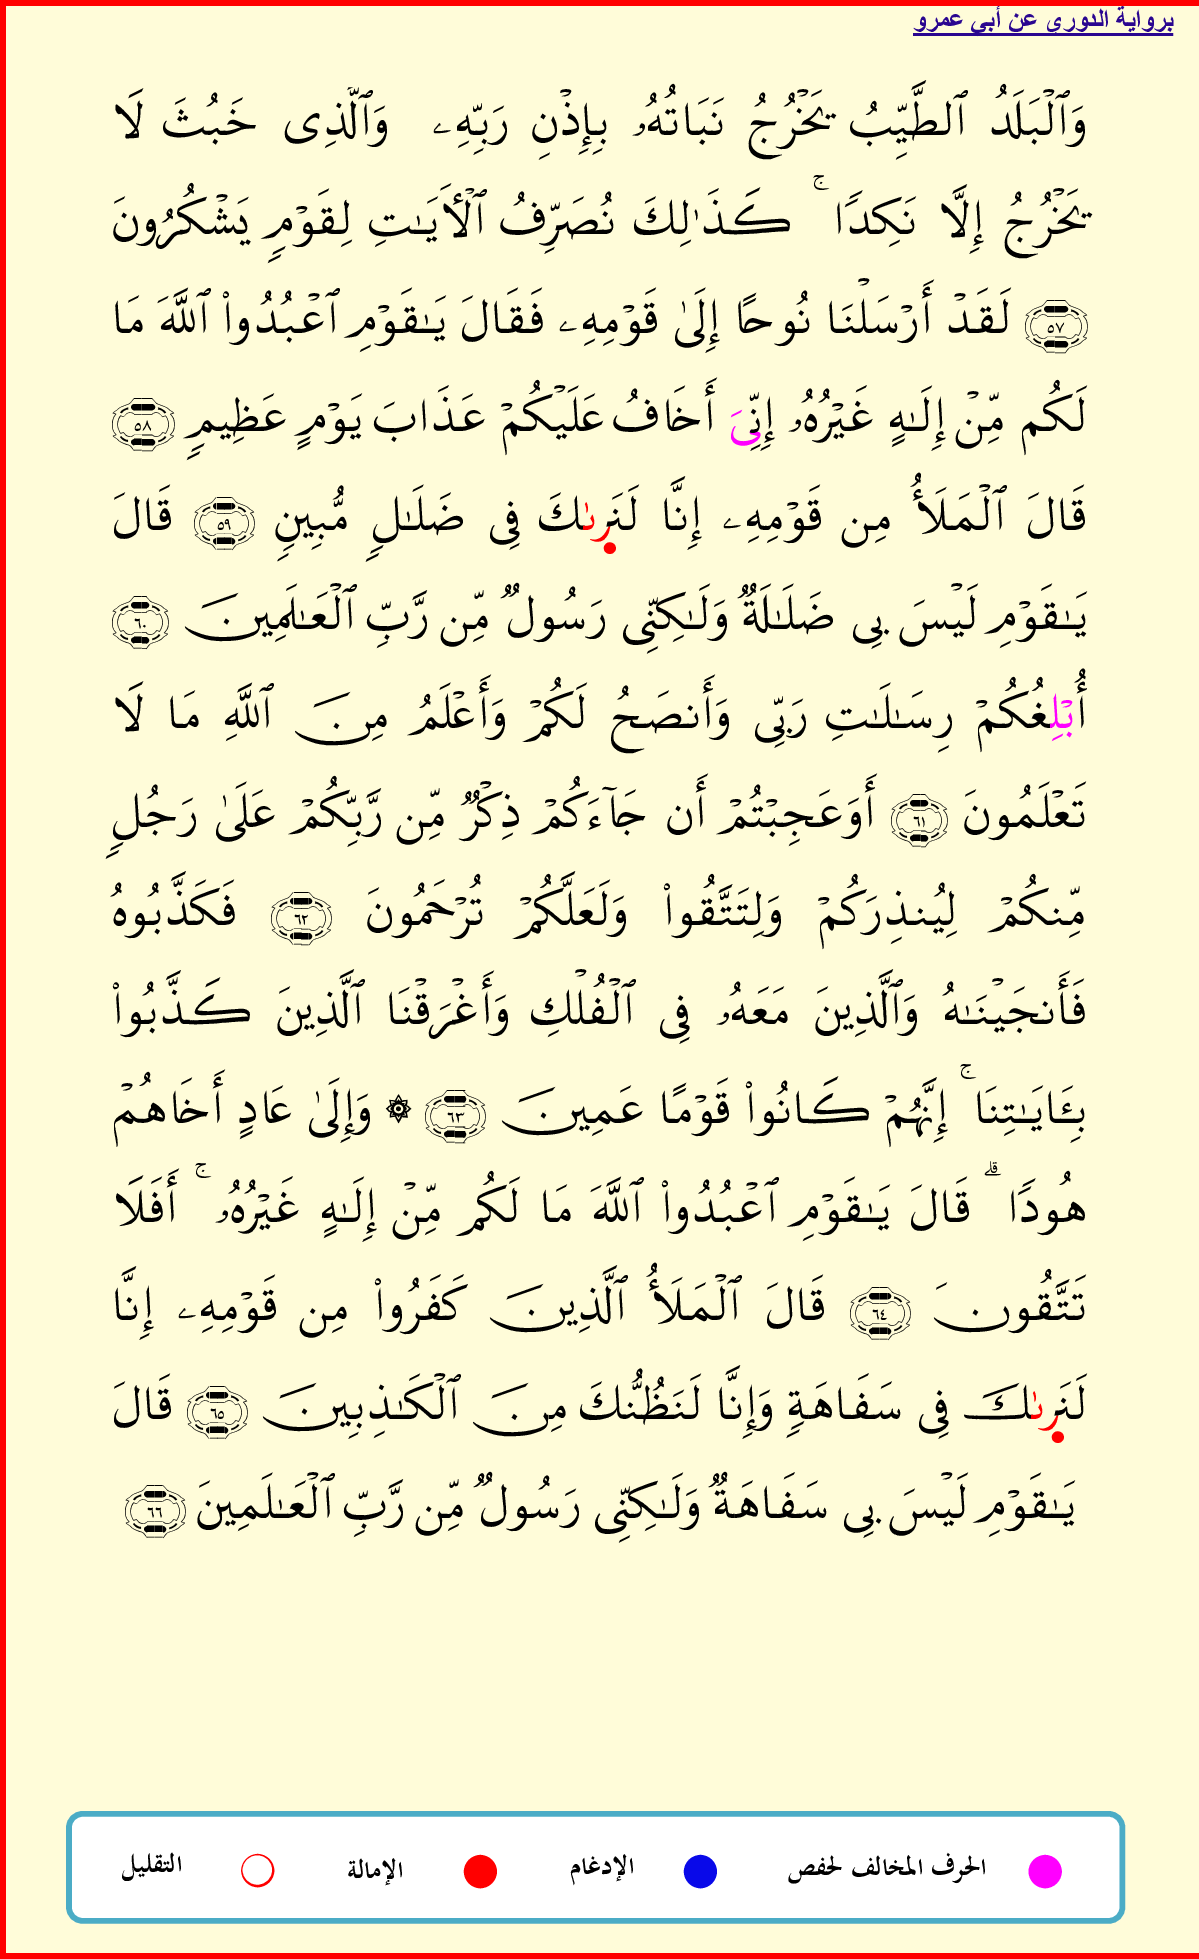 برواية الدوري عن أبي عمرو
وَٱلۡبَلَدُ ٱلطَّيِّبُ يَخۡرُجُ نَبَاتُهُۥ بِإِذۡنِ رَبِّهِۦ وَٱلَّذِى خَبُثَ لَا
يَخۡرُجُ إِلَّا نَكِدٗا ۚ كَذَٰلِكَ نُصَرِّفُ ٱلۡأٓيَٰتِ لِقَوۡمٖ يَشۡكُرُونَ
٥٧ لَقَدۡ أَرۡسَلۡنَا نُوحًا إِلَىٰ قَوۡمِهِۦ فَقَالَ يَٰقَوۡمِ ٱعۡبُدُواْ ٱللَّهَ مَا
لَكُم مِّنۡ إِلَٰهٍ غَيۡرُهُۥ إِنِّىَ أَخَافُ عَلَيۡكُمۡ عَذَابَ يَوۡمٍ عَظِيمٖ ٥٨
قَالَ ٱلۡمَلَأُ مِن قَوۡمِهِۦ إِنَّا لَنَرىٰكَ فِى ضَلَٰلٖ مُّبِينٖ ٥٩ قَالَ
يَٰقَوۡمِ لَيۡسَ بِى ضَلَٰلَةٞ وَلَٰكِنِّى رَسُولٞ مِّن رَّبِّ ٱلۡعَٰلَمِينَ ٦٠
أُبۡلِغُكُمۡ رِسَٰلَٰتِ رَبِّى وَأَنصَحُ لَكُمۡ وَأَعۡلَمُ مِنَ ٱللَّهِ مَا لَا
تَعۡلَمُونَ ٦١ أَوَعَجِبۡتُمۡ أَن جَآءَكُمۡ ذِكۡرٞ مِّن رَّبِّكُمۡ عَلَىٰ رَجُلٖ
مِّنكُمۡ لِيُنذِرَكُمۡ وَلِتَتَّقُواْ وَلَعَلَّكُمۡ تُرۡحَمُونَ ٦٢ فَكَذَّبُوهُ
فَأَنجَيۡنَٰهُ وَٱلَّذِينَ مَعَهُۥ فِى ٱلۡفُلۡكِ وَأَغۡرَقۡنَا ٱلَّذِينَ كَذَّبُواْ
بِـَٔايَٰتِنَا ۚ إِنَّهُمۡ كَانُواْ قَوۡمًا عَمِينَ ٦٣ ۞ وَإِلَىٰ عَادٍ أَخَاهُمۡ
هُودٗا ۗ قَالَ يَٰقَوۡمِ ٱعۡبُدُواْ ٱللَّهَ مَا لَكُم مِّنۡ إِلَٰهٍ غَيۡرُهُۥ ۚ أَفَلَا
تَتَّقُونَ ٦٤ قَالَ ٱلۡمَلَأُ ٱلَّذِينَ كَفَرُواْ مِن قَوۡمِهِۦ إِنَّا
لَنَرىٰكَ فِى سَفَاهَةٖ وَإِنَّا لَنَظُنُّكَ مِنَ ٱلۡكَٰذِبِينَ ٦٥ قَالَ
يَٰقَوۡمِ لَيۡسَ بِى سَفَاهَةٞ وَلَٰكِنِّى رَسُولٞ مِّن رَّبِّ ٱلۡعَٰلَمِينَ ٦٦
الحرف المخالف لحفص الإدغام الإمالة التقليل